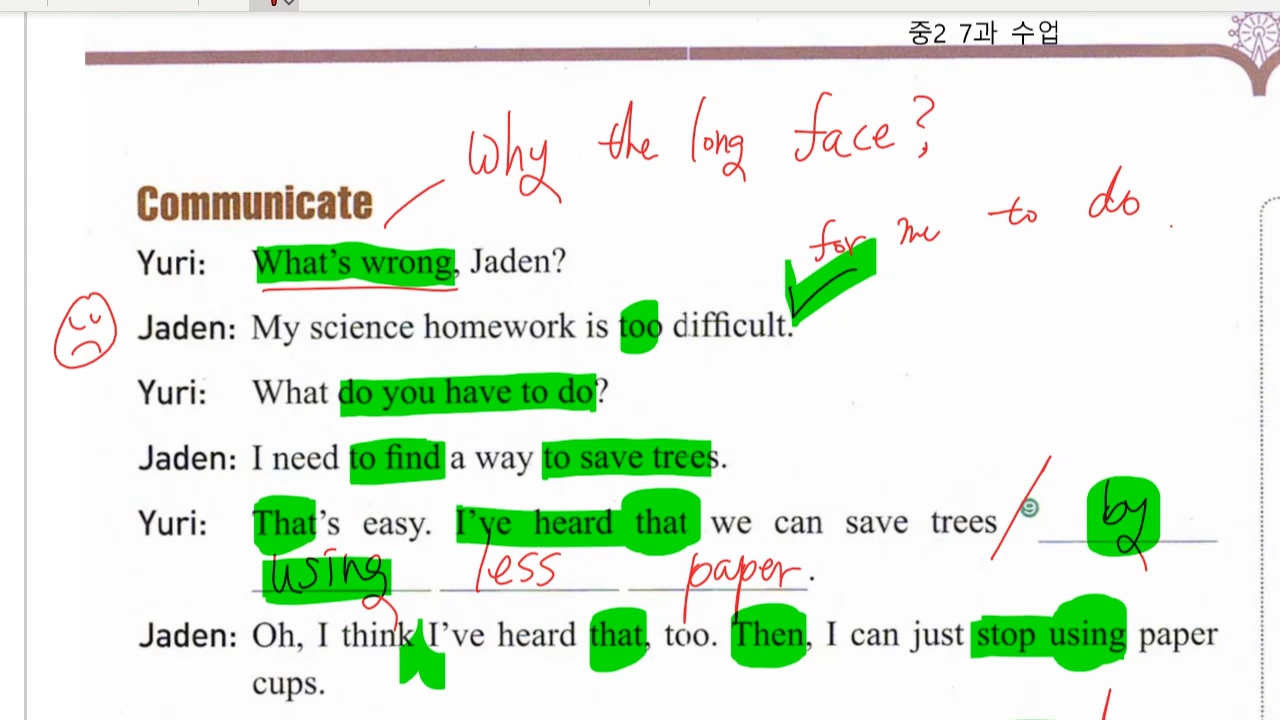 중2 7과 수업
Why the long face?
Communicate
for me to do.
Yuri: What's wrong, Jaden?
Jaden: My science homework is too difficult.
Yuri: What do you have to do?
Jaden: I need to find a way to save trees.
Yuri: That's easy. I've heard that we can save trees / 9 by
using less paper.
Jaden: Oh, I think I've heard that, too. Then, I can just stop using paper
cups.